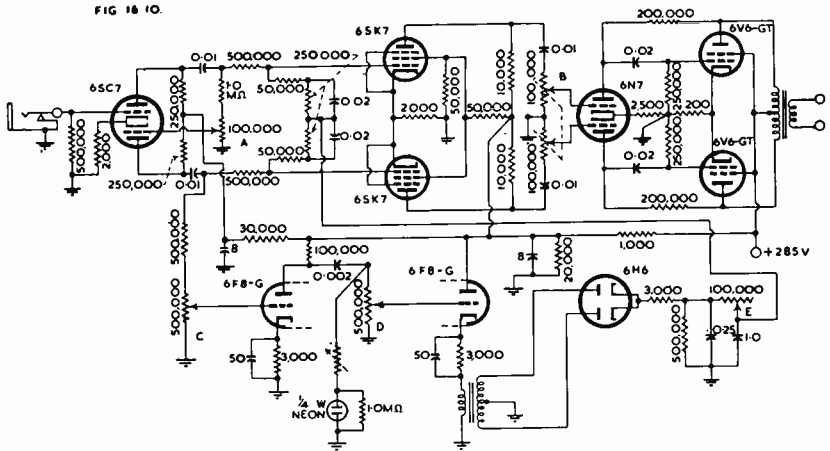 FIG 16 10.
200,000
6V6-GT
0·01
500,000
250,000
6SK7
0·01
0·02
6SC7
250,000
1·0 MΩ
50,000
0·02
10,000
100,000
B
6N7
250,000
500,000
2,000
100,000
A
2,000
50,000
50,000
2,500
200
0·02
6V6-GT
50,000
10,000
100,000
0·02
250,000
250,000
0·01
500,000
6SK7
0·01
200,000
500,000
8
30,000
100,000
0·002
8
20,000
1,000
+285V
6F8-G
6F8-G
6H6
3,000
100,000
500,000
C
500,000
D
E
50
3,000
50
3,000
500,000
0·25
1·0
¼ W NEON
1·0MΩ